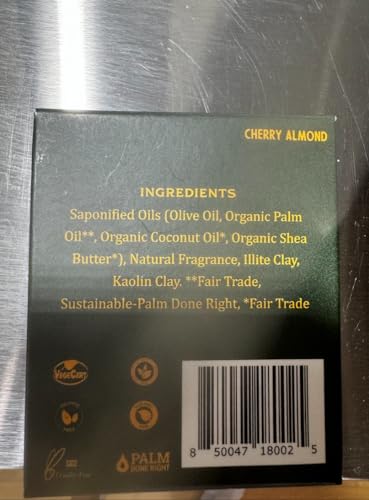 CHERRY ALMOND
INGREDIENTS
Saponified Oils (Olive Oil, Organic Palm
Oil**, Organic Coconut Oil*, Organic Shea
Butter*), Natural Fragrance, Illite Clay,
Kaolin Clay. **Fair Trade,
Sustainable-Palm Done Right, *Fair Trade
VEGECERT
PALM
DONE RIGHT
8 50047 18002 5